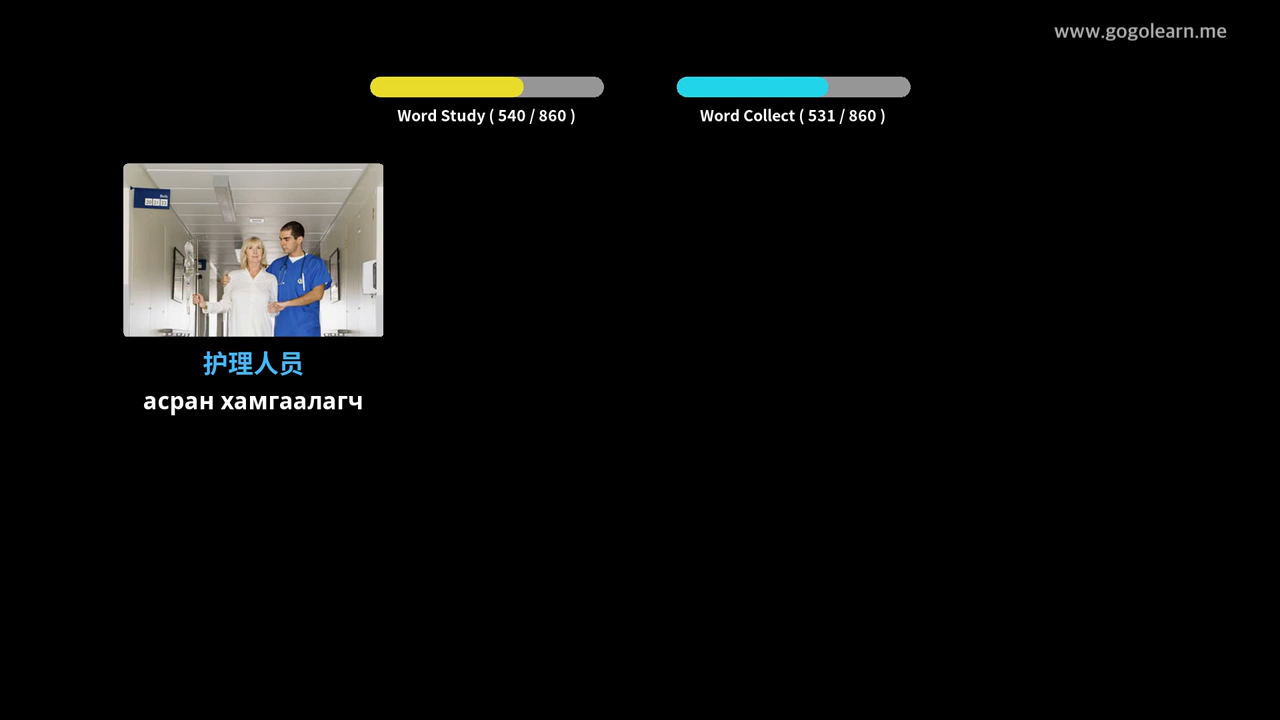 www.gogolearn.me
Word Study ( 540 / 860 )
Word Collect ( 531 / 860 )
护理人员
асран хамгаалагч